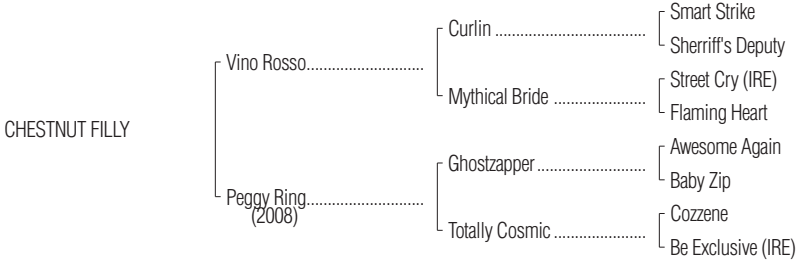 Smart Strike
Curlin ......................................
Sherriff's Deputy
Vino Rosso.............................
Street Cry (IRE)
Mythical Bride .......................
Flaming Heart
CHESTNUT FILLY
Awesome Again
Ghostzapper...........................
Baby Zip
Peggy Ring.............................
(2008)
Cozzene
Totally Cosmic .......................
Be Exclusive (IRE)